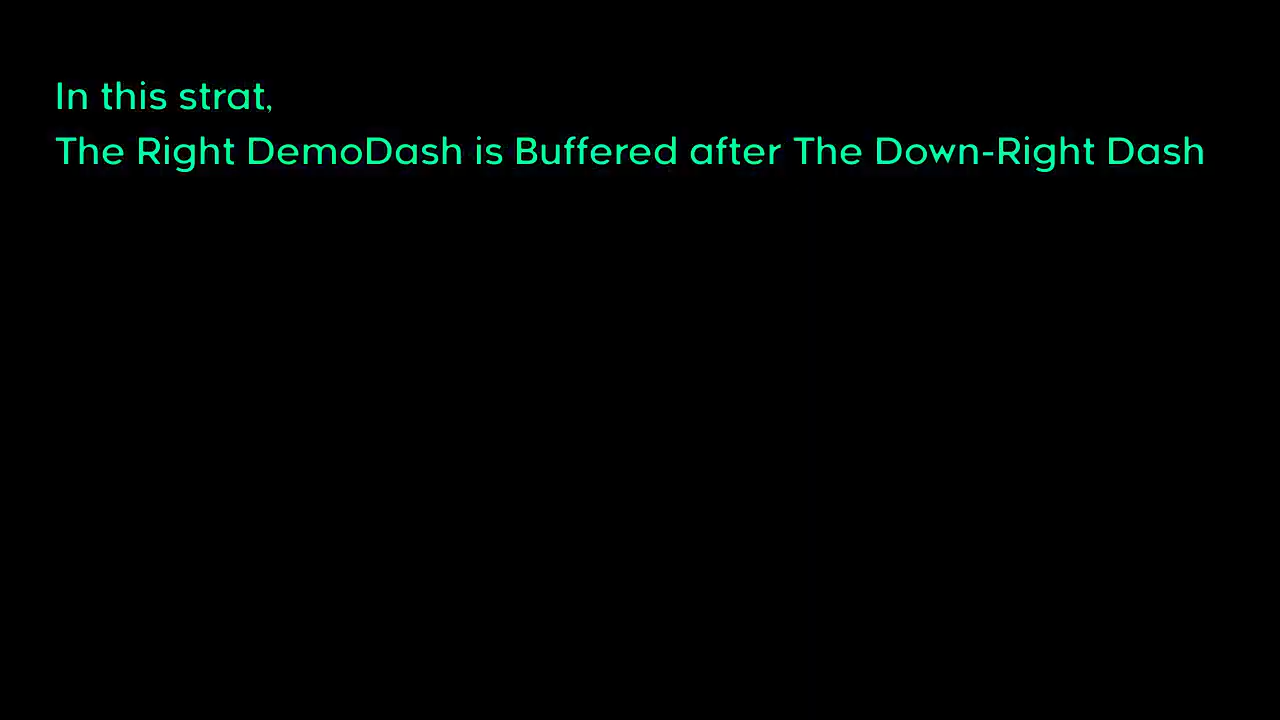 In this strat,
The Right DemoDash is Buffered after The Down-Right Dash